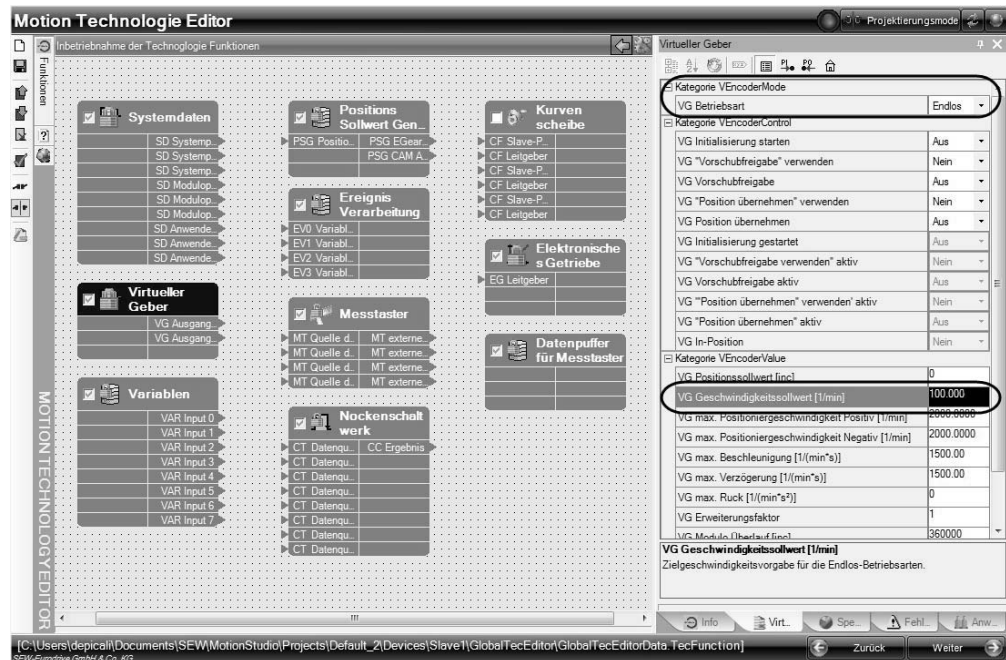 Motion Technologie Editor
Projektierungsmode
Inbetriebnahme der Technoglogie Funktionen
Funktionen
MOTION TECHNOLOGY EDITOR
Systemdaten
SD Systemp...
SD Systemp...
SD Systemp...
SD Modulop...
SD Modulop...
SD Modulop...
SD Anwende...
SD Anwende...
SD Anwende...
Virtueller
Geber
VG Ausgang...
VG Ausgang...
Variablen
VAR Input 0
VAR Input 1
VAR Input 2
VAR Input 3
VAR Input 4
VAR Input 5
VAR Input 6
VAR Input 7
Positions
Sollwert Gen...
PSG Positio... PSG EGear...
PSG CAM A...
Ereignis
Verarbeitung
EV0 Variabl...
EV1 Variabl...
EV2 Variabl...
EV3 Variabl...
Messtaster
MT Quelle d... MT externe...
MT Quelle d... MT externe...
MT Quelle d... MT externe...
MT Quelle d... MT externe...
Nockenschalt
werk
CT Datenqu... CC Ergebnis
CT Datenqu...
CT Datenqu...
CT Datenqu...
CT Datenqu...
CT Datenqu...
CT Datenqu...
CT Datenqu...
Kurven
scheibe
CF Slave-P...
CF Leitgeber
CF Slave-P...
CF Leitgeber
CF Slave-P...
CF Leitgeber
Elektronische
s Getriebe
EG Leitgeber
Datenpuffer
für Messtaster
Virtueller Geber
Kategorie VEncoderMode
VG Betriebsart Endlos
Kategorie VEncoderControl
VG Initialisierung starten Aus
VG "Vorschubfreigabe" verwenden Nein
VG Vorschubfreigabe Aus
VG "Position übernehmen" verwenden Nein
VG Position übernehmen Aus
VG Initialisierung gestartet Aus
VG "Vorschubfreigabe verwenden" aktiv Nein
VG Vorschubfreigabe aktiv Aus
VG "'Position übernehmen" verwenden' aktiv Nein
VG "Position übernehmen" aktiv Aus
VG In-Position Nein
Kategorie VEncoderValue
VG Positionssollwert [inc] 0
VG Geschwindigkeitssollwert [1/min] 100.000
VG max. Positioniergeschwindigkeit Positiv [1/min] 2000.0000
VG max. Positioniergeschwindigkeit Negativ [1/min] 2000.0000
VG max. Beschleunigung [1/(min*s)] 1500.00
VG max. Verzögerung [1/(min*s)] 1500.00
VG max. Ruck [1/(min*s²)] 0
VG Erweiterungsfaktor 1
VG Modulo Überlauf [inc] 360000
VG Geschwindigkeitssollwert [1/min]
Zielgeschwindigkeitsvorgabe für die Endlos-Betriebsarten.
Info Virt... Spe... Fehl... Anw...
[C:\Users\depicali\Documents\SEW\MotionStudio\Projects\Default_2\Devices\Slave1\GlobalTecEditor\GlobalTecEditorData.TecFunction]
Zurück Weiter
SEW-Eurodrive GmbH & Co. KG